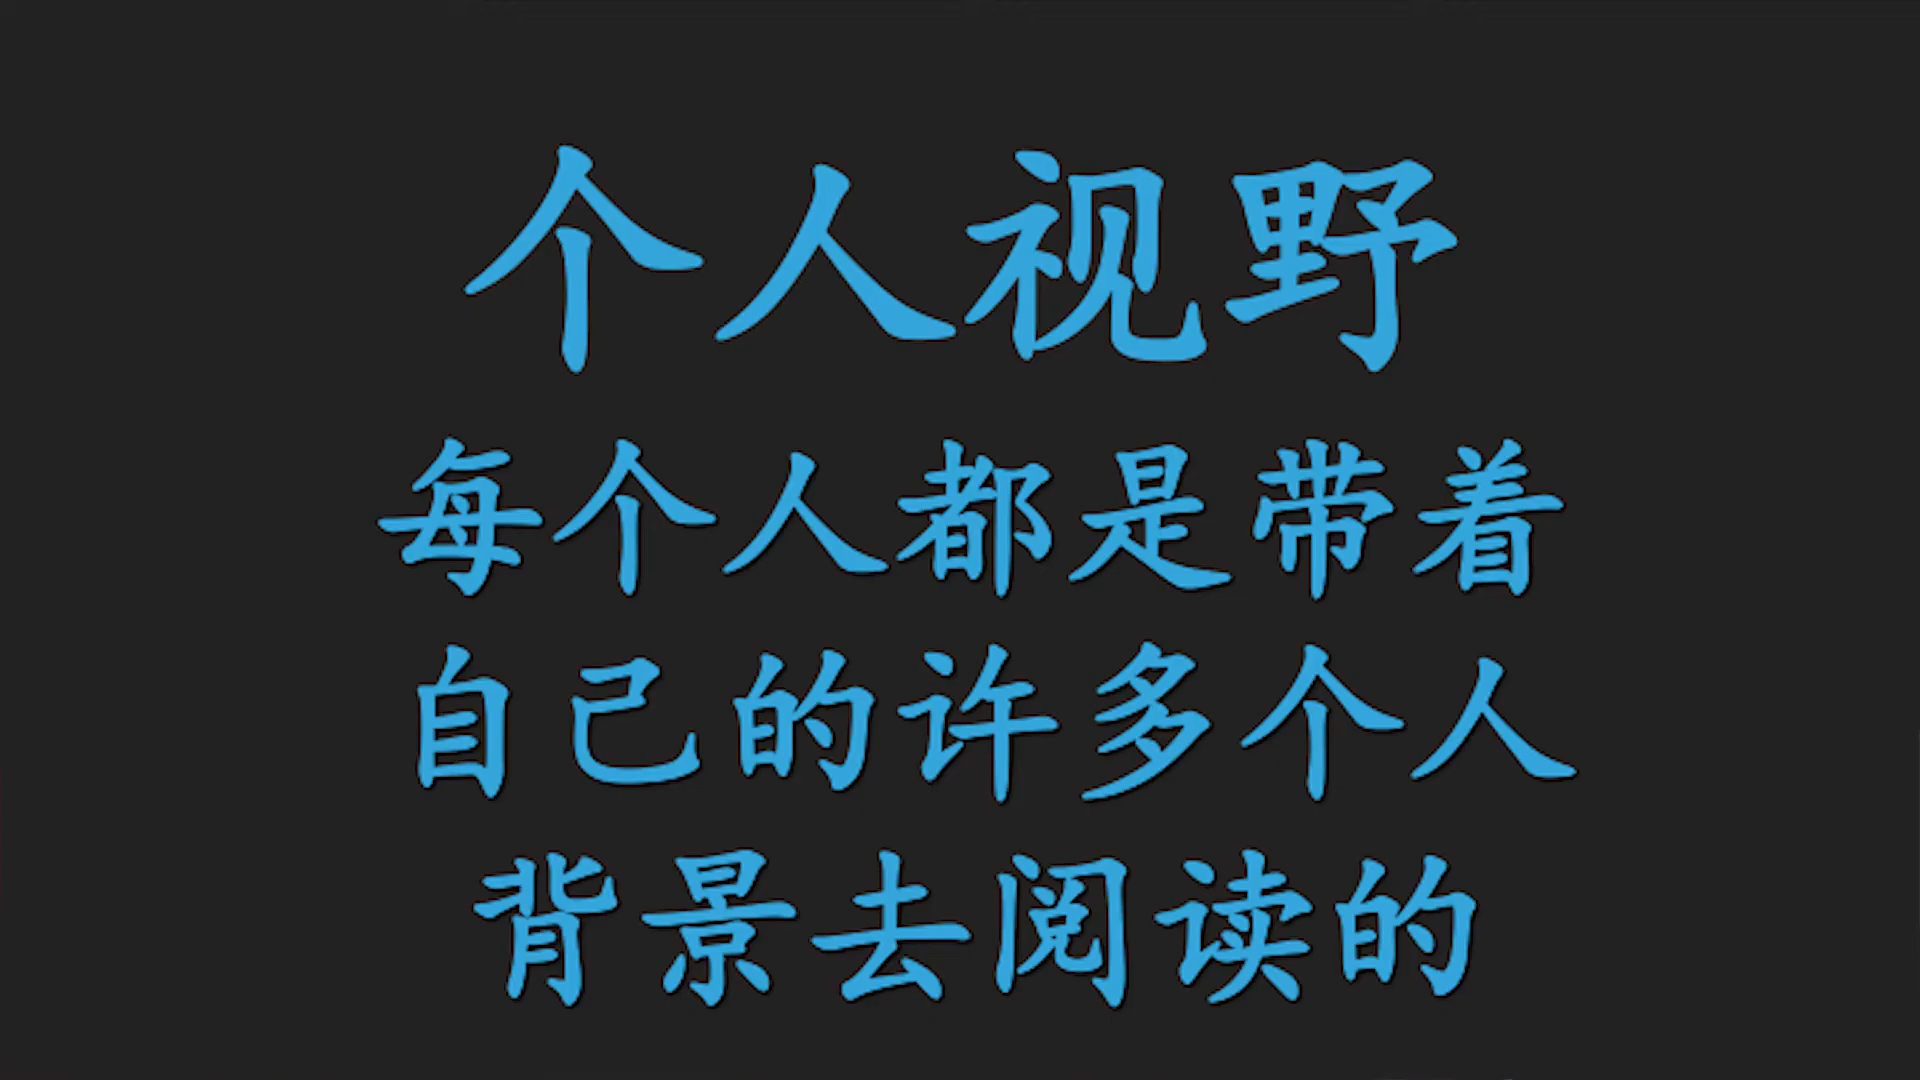 个人视野
每个人都是带着
自己的许多个人
背景去阅读的